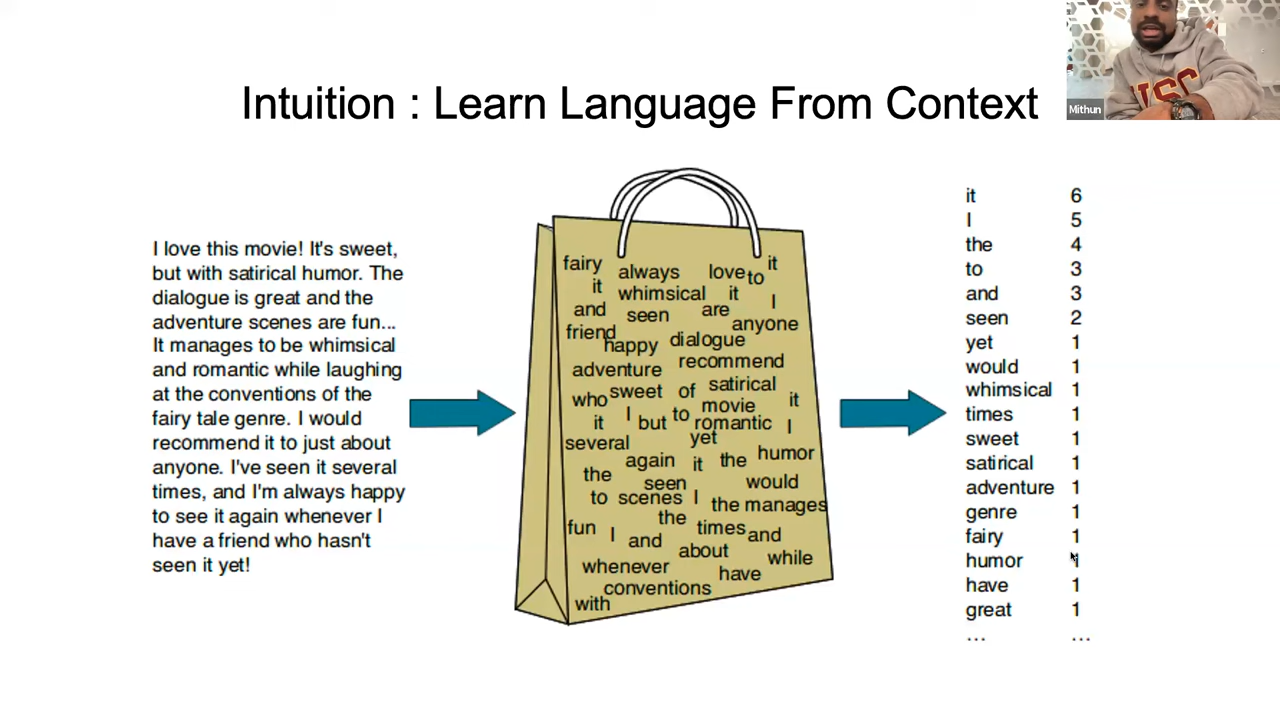 Mithun
Intuition : Learn Language From Context
I love this movie! It's sweet,
but with satirical humor. The
dialogue is great and the
adventure scenes are fun...
It manages to be whimsical
and romantic while laughing
at the conventions of the
fairy tale genre. I would
recommend it to just about
anyone. I've seen it several
times, and I'm always happy
to see it again whenever I
have a friend who hasn't
seen it yet!
fairy always love to it
it whimsical it I
and seen are anyone
friend happy dialogue
adventure recommend
who sweet of satirical
it I but to movie it
romantic I
several yet
again it the humor
the seen would
to scenes I the manages
fun I the times and
and about while
whenever have
conventions
with
it 6
I 5
the 4
to 3
and 3
seen 2
yet 1
would 1
whimsical 1
times 1
sweet 1
satirical 1
adventure 1
genre 1
fairy 1
humor 1
have 1
great 1
... ...